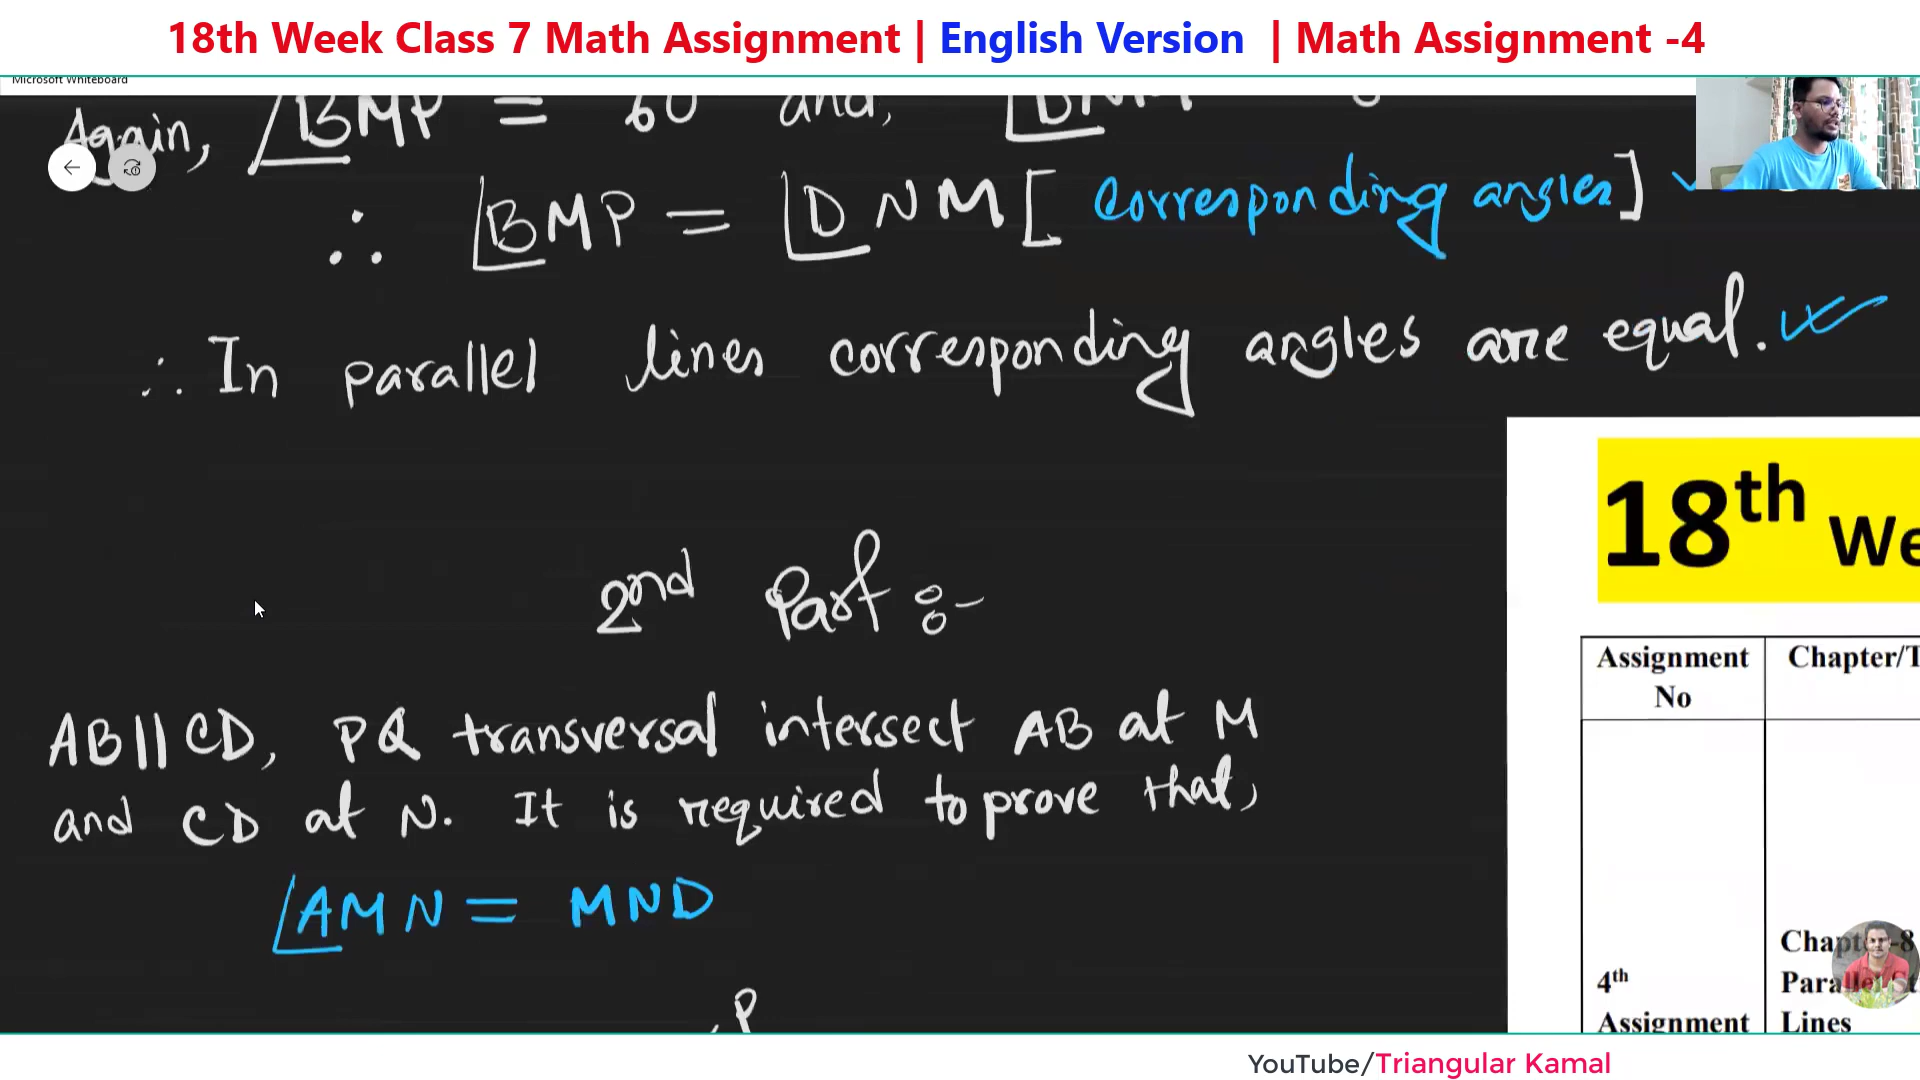 18th Week Class 7 Math Assignment | English Version | Math Assignment -4
Microsoft Whiteboard
Again, ∠BMP = 60 and,
∴ ∠BMP = ∠DNM [corresponding angles]
∴ In parallel lines corresponding angles are equal.
18th We
2nd Part :-
Assignment No
Chapter/T
AB||CD, PQ transversal intersect AB at M
and CD at N. It is required to prove that,
∠AMN = MND
P
4th
Assignment
Lines
YouTube/Triangular Kamal